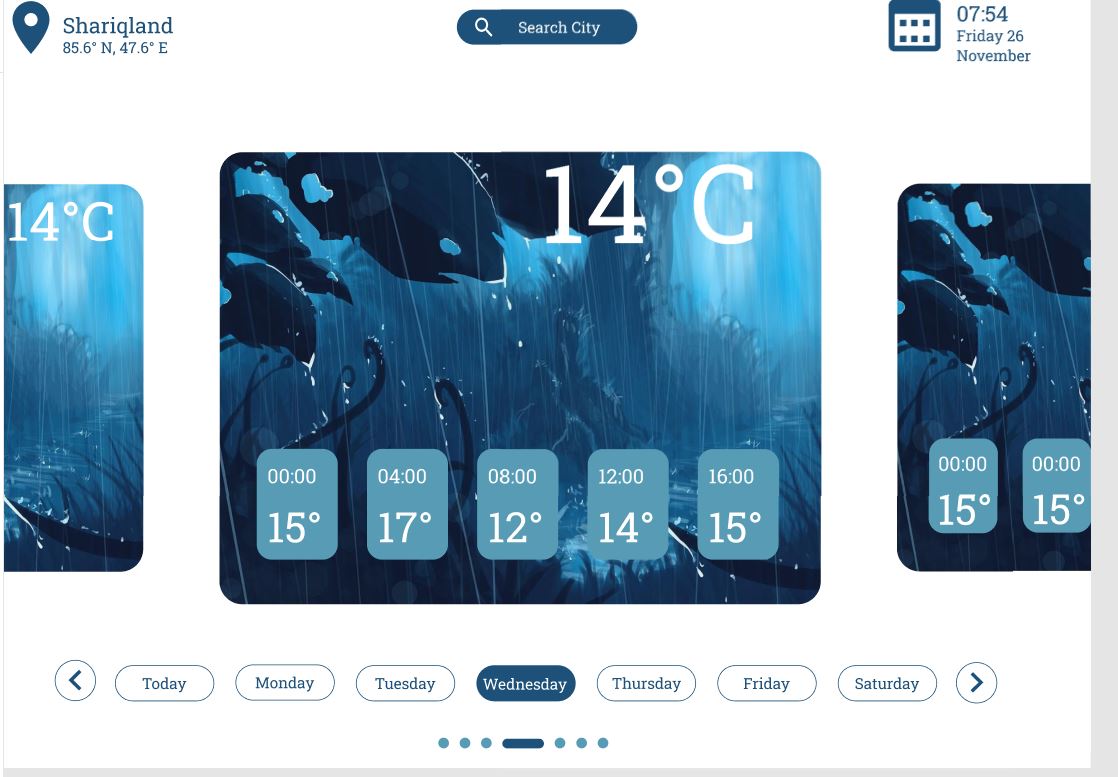 Shariqland
85.6° N, 47.6° E
Search City
07:54
Friday 26
November
14°C
14°C
00:00
15°
04:00
17°
08:00
12°
12:00
14°
16:00
15°
00:00
15°
00:00
15°
Today
Monday
Tuesday
Wednesday
Thursday
Friday
Saturday